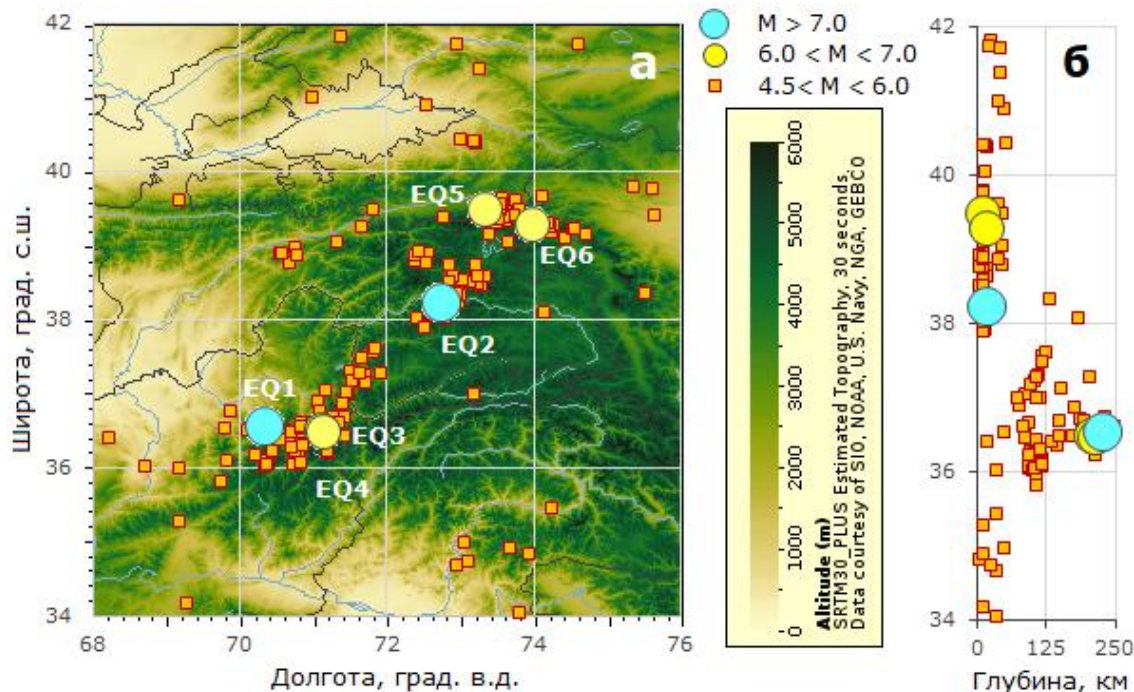 42
40
38
36
34
68
70
72
74
76
Широта, град. с.ш.
Долгота, град. в.д.
а
EQ5
EQ6
EQ2
EQ1
EQ3
EQ4
M > 7.0
6.0 < M < 7.0
4.5< M < 6.0
0
1000
2000
3000
4000
5000
6000
Altitude (m)
SRTM30_PLUS Estimated Topography, 30 seconds,
Data courtesy of SIO, NOAA, U.S. Navy, NGA, GEBCO
б
42
40
38
36
34
0
125
250
Глубина, км